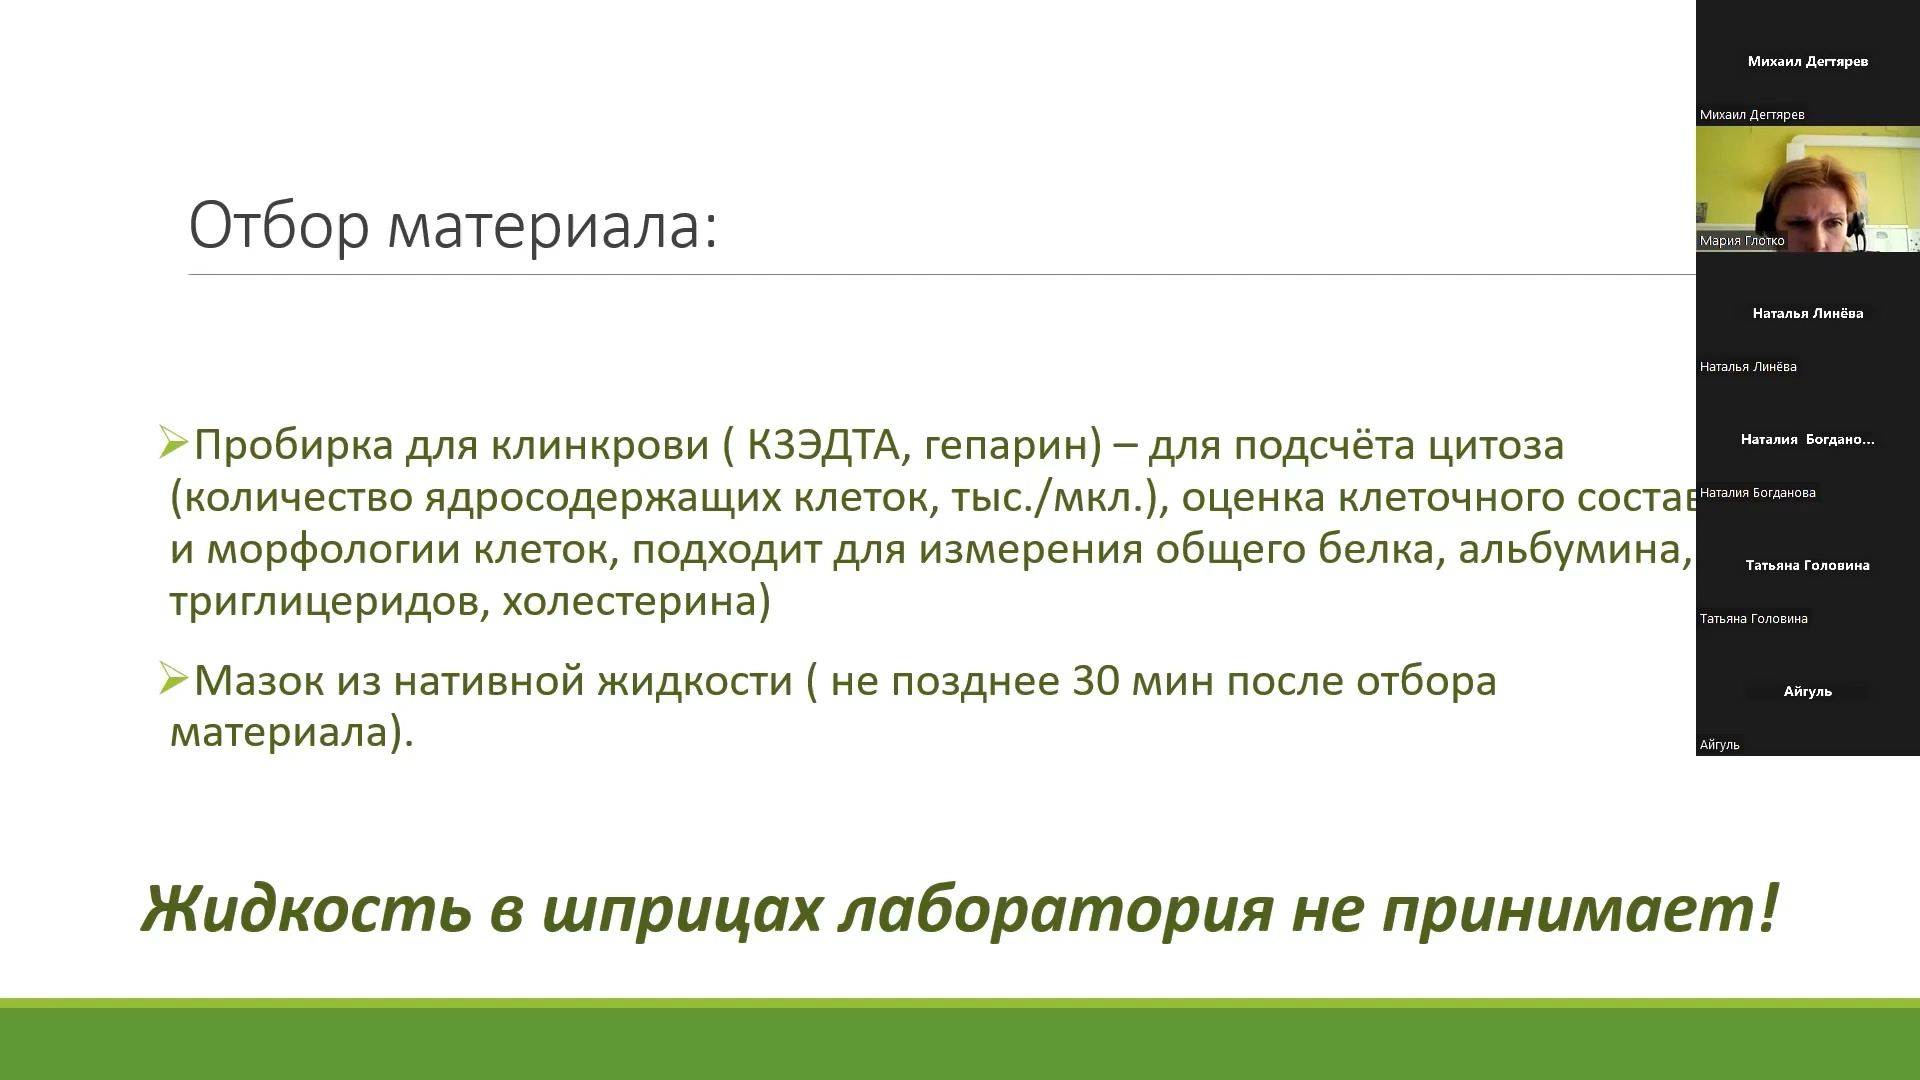 Отбор материала:
Пробирка для клинкрови ( КЗЭДТА, гепарин) – для подсчёта цитоза
(количество ядросодержащих клеток, тыс./мкл.), оценка клеточного состав
и морфологии клеток, подходит для измерения общего белка, альбумина,
триглицеридов, холестерина)
Мазок из нативной жидкости ( не позднее 30 мин после отбора
материала).
Жидкость в шприцах лаборатория не принимает!
Михаил Дегтярев
Михаил Дегтярев
Мария Глотко
Наталья Линёва
Наталья Линёва
Наталия Богдано...
Наталия Богданова
Татьяна Головина
Татьяна Головина
Айгуль
Айгуль